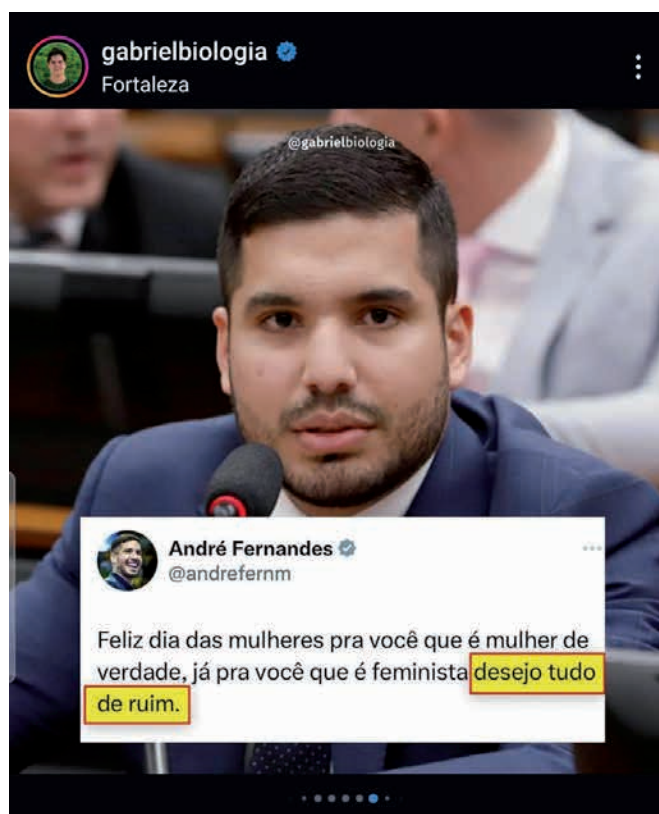 gabrielbiologia
Fortaleza
@gabrielbiologia
André Fernandes
@andrefernm
Feliz dia das mulheres pra você que é mulher de
verdade, já pra você que é feminista desejo tudo
de ruim.